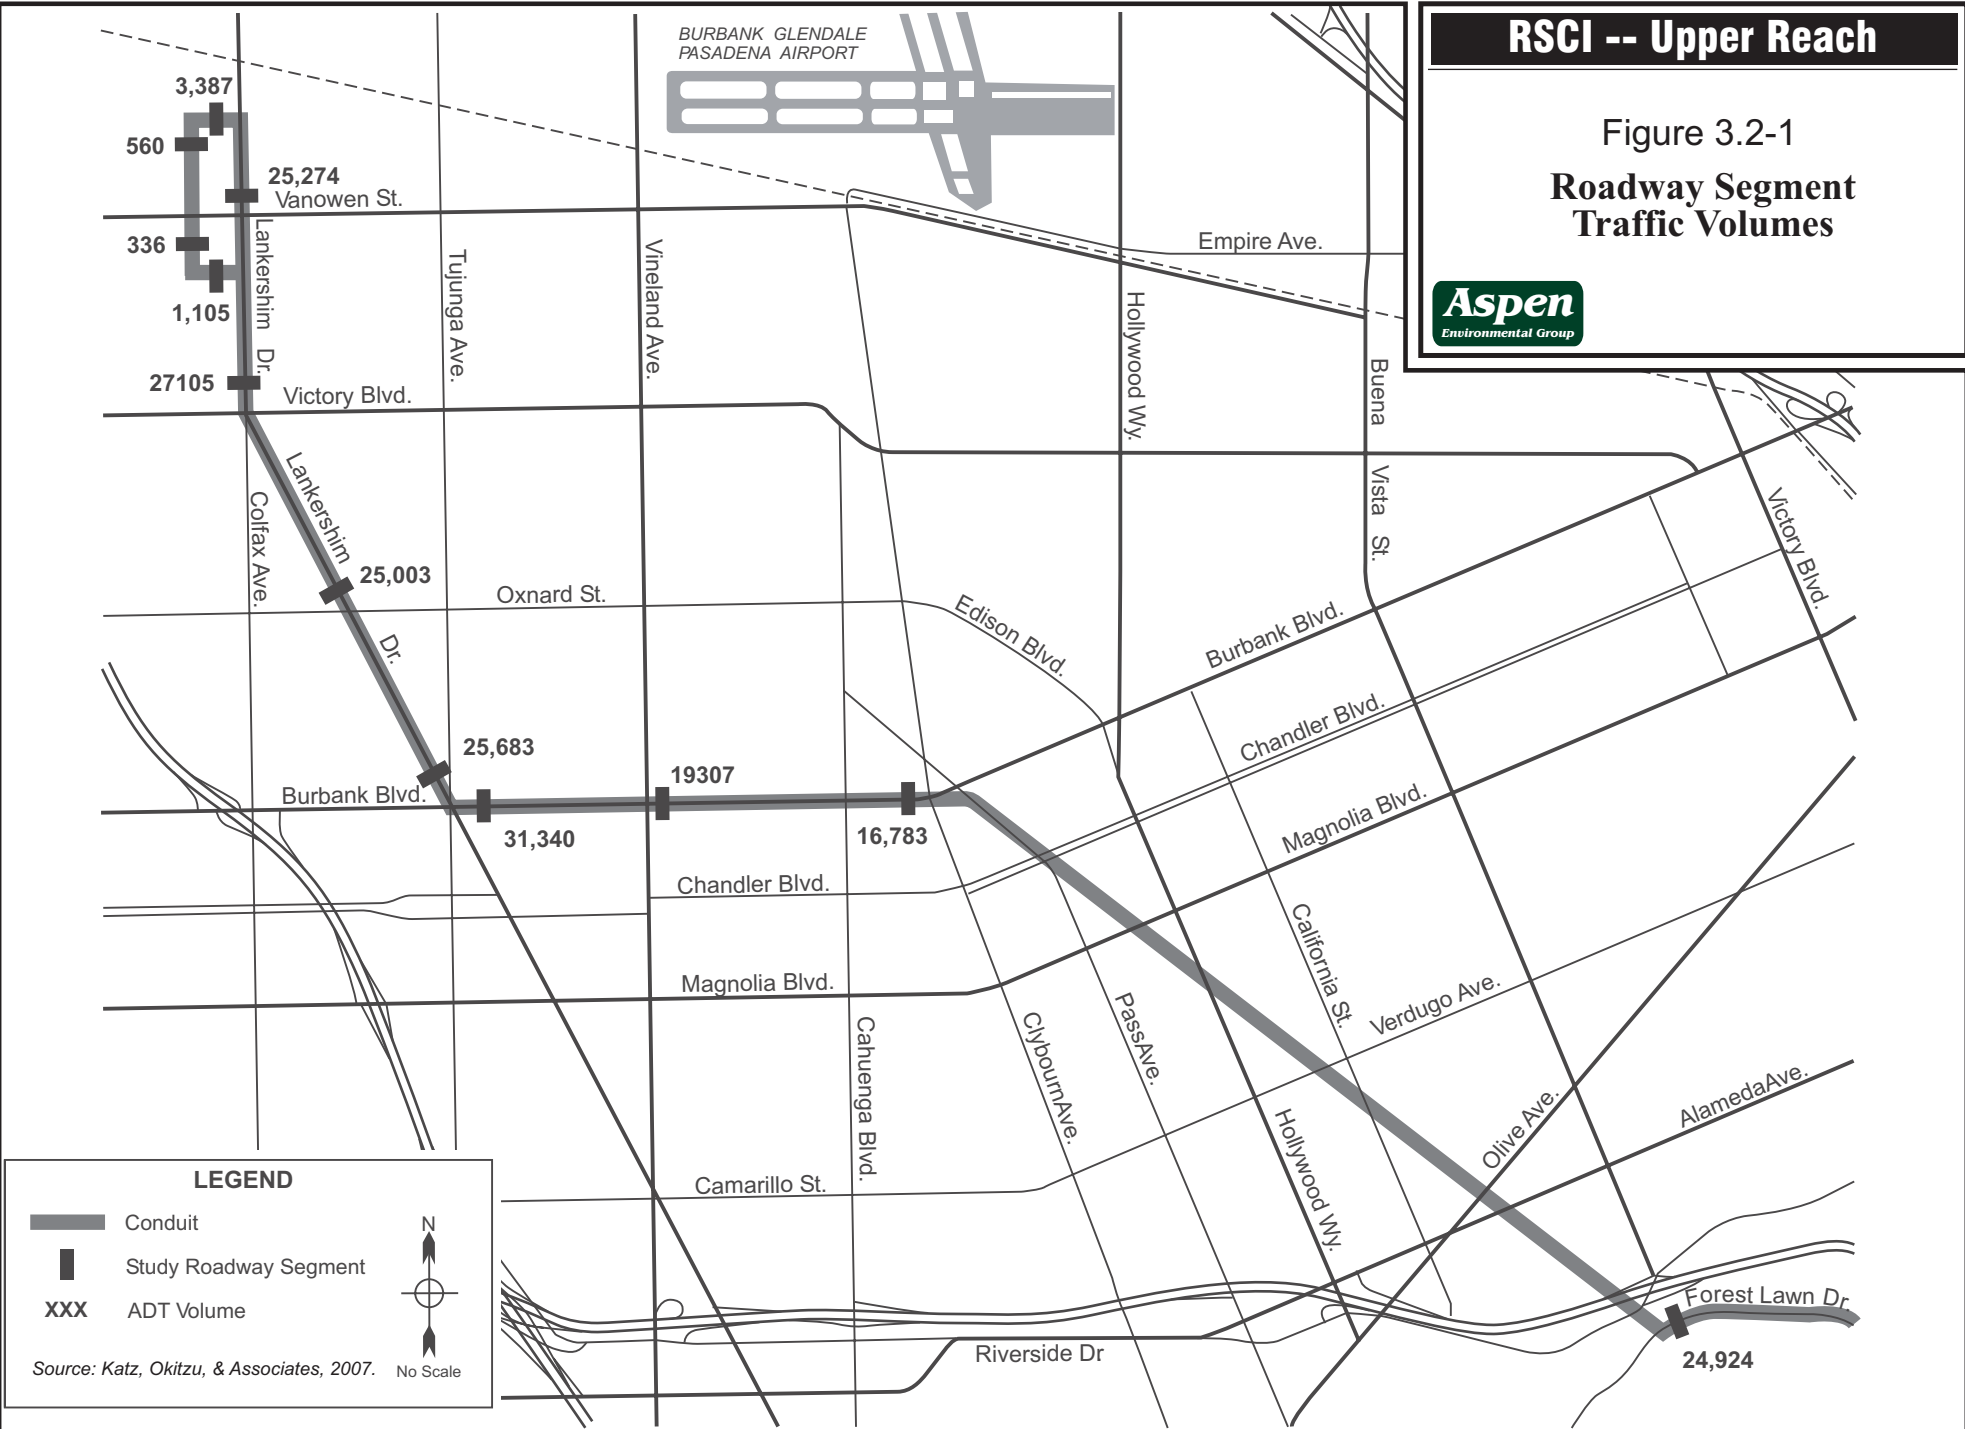 RSCI -- Upper Reach
Figure 3.2-1
Roadway Segment
Traffic Volumes
Aspen
Environmental Group
BURBANK GLENDALE
PASADENA AIRPORT
3,387
560
25,274
Vanowen St.
336
1,105
Lankershim Dr.
27105
Victory Blvd.
Tujunga Ave.
Vineland Ave.
Empire Ave.
Hollywood Wy.
Buena Vista St.
Victory Blvd.
Lankershim Dr.
Colfax Ave.
25,003
Oxnard St.
Edison Blvd.
Burbank Blvd.
Chandler Blvd.
Magnolia Blvd.
25,683
Burbank Blvd.
31,340
19307
16,783
Chandler Blvd.
Magnolia Blvd.
Cahuenga Blvd.
ClybournAve.
PassAve.
California St.
Verdugo Ave.
Hollywood Wy.
Olive Ave.
AlamedaAve.
Camarillo St.
Riverside Dr
Forest Lawn Dr.
24,924
LEGEND
Conduit
Study Roadway Segment
XXX ADT Volume
N
No Scale
Source: Katz, Okitzu, & Associates, 2007.